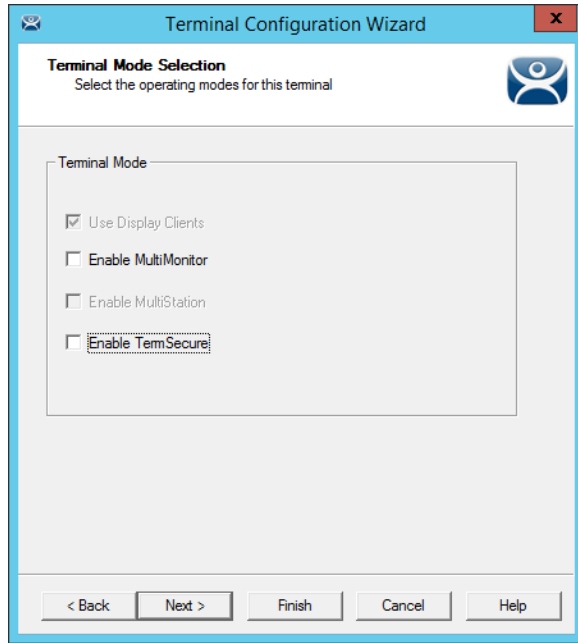 Terminal Configuration Wizard
x
Terminal Mode Selection
Select the operating modes for this terminal
Terminal Mode
Use Display Clients
Enable MultiMonitor
Enable MultiStation
Enable TermSecure
< Back Next > Finish Cancel Help